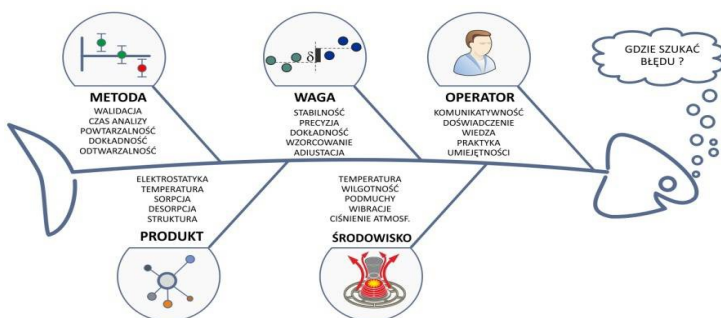 GDZIE SZUKAĆ
BŁĘDU ?
δ
METODA
WALIDACJA
CZAS ANALIZY
POWTARZALNOŚĆ
DOKŁADNOŚĆ
ODTWARZALNOŚĆ
WAGA
STABILNOŚĆ
PRECYZJA
DOKŁADNOŚĆ
WZORCOWANIE
ADIUSTACJA
OPERATOR
KOMUNIKATYWNOŚĆ
DOŚWIADCZENIE
WIEDZA
PRAKTYKA
UMIEJĘTNOŚCI
ELEKTROSTATYKA
TEMPERATURA
SORPCJA
DESORPCJA
STRUKTURA
PRODUKT
TEMPERATURA
WILGOTNOŚĆ
PODMUCHY
WIBRACJE
CIŚNIENIE ATMOSF.
ŚRODOWISKO